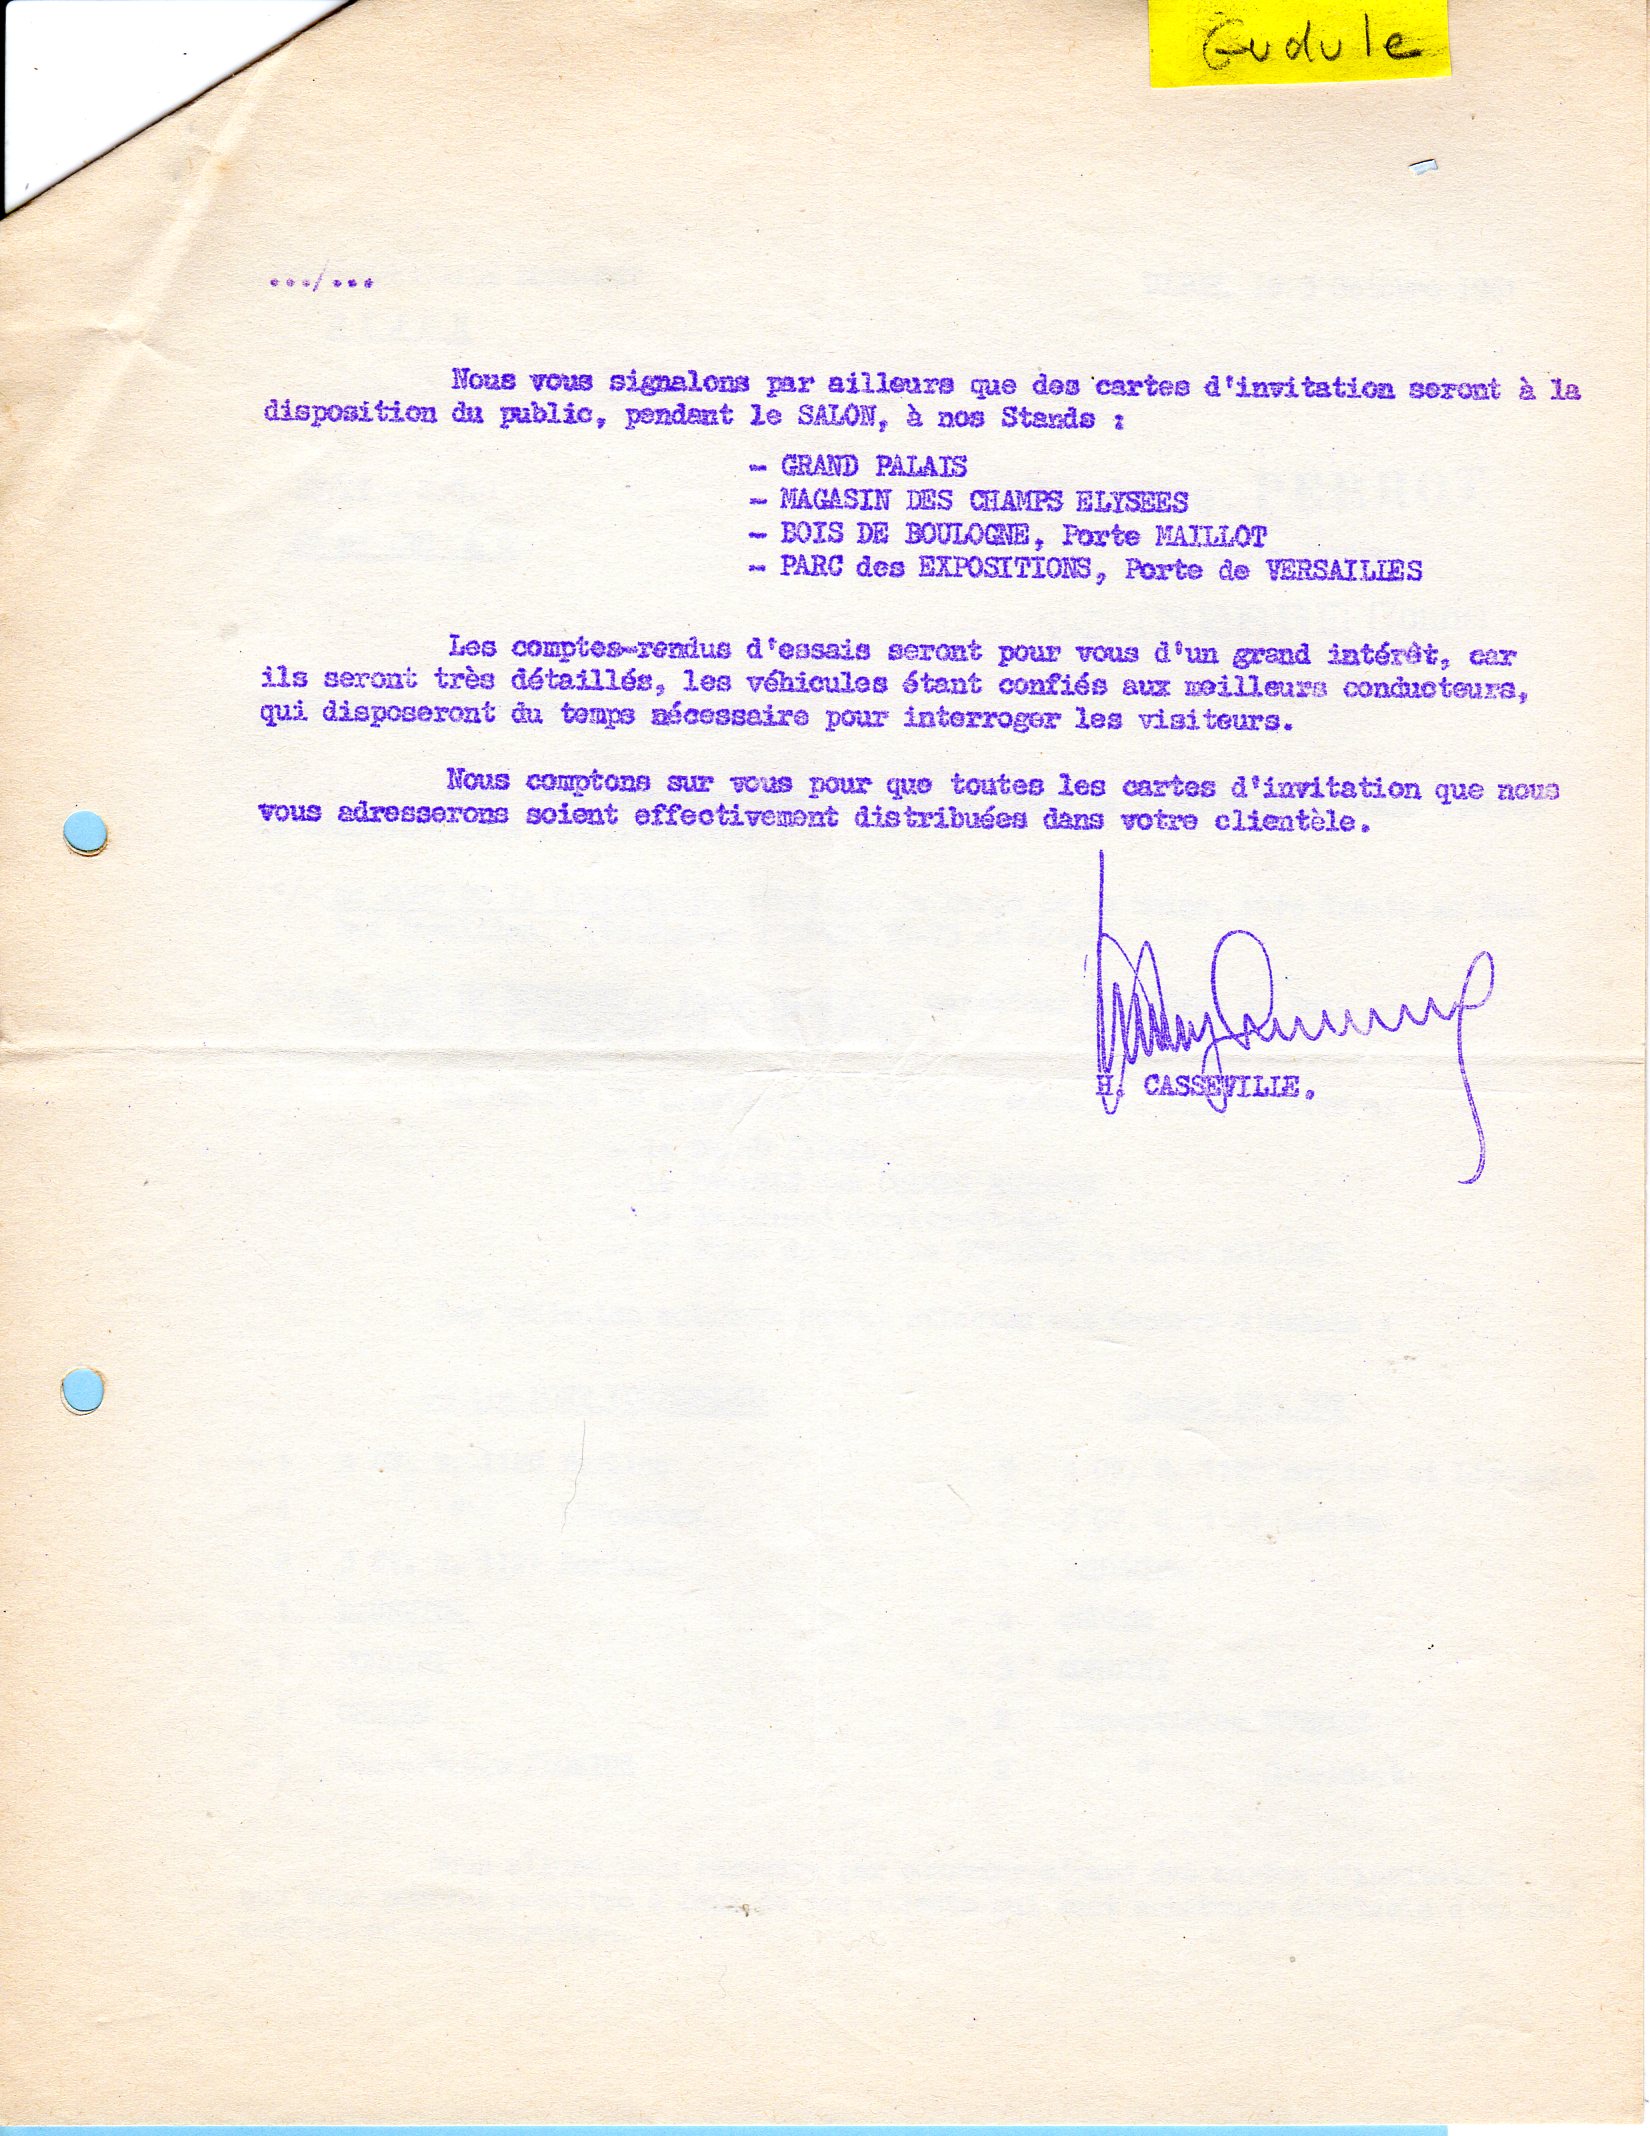 Gudule
.../...
Nous vous signalons par ailleurs que des cartes d'invitation seront à la
disposition du public, pendant le SALON, à nos Stands :
- GRAND PALAIS
- MAGASIN DES CHAMPS ELYSEES
- BOIS DE BOULOGNE, Porte MAILLOT
- PARC des EXPOSITIONS, Porte de VERSAILLES
Les comptes-rendus d'essais seront pour vous d'un grand intérêt, car
ils seront très détaillés, les véhicules étant confiés aux meilleurs conducteurs,
qui disposeront du temps nécessaire pour interroger les visiteurs.
Nous comptons sur vous pour que toutes les cartes d'invitation que nous
vous adresserons soient effectivement distribuées dans votre clientèle.
H. CASSEVILLE.